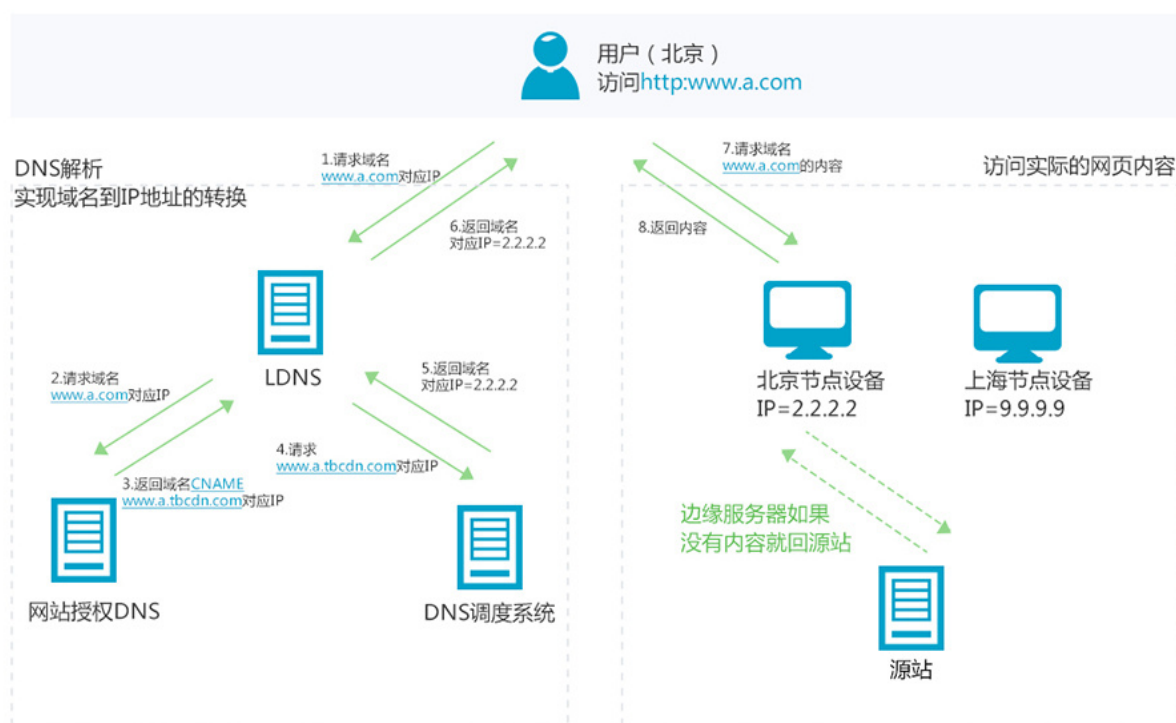 用户（北京）
访问http:www.a.com
DNS解析
实现域名到IP地址的转换
1.请求域名
www.a.com对应IP
6.返回域名
对应IP=2.2.2.2
LDNS
2.请求域名
www.a.com对应IP
5.返回域名
对应IP=2.2.2.2
3.返回域名CNAME
www.a.tbcdn.com对应IP
4.请求
www.a.tbcdn.com对应IP
网站授权DNS
DNS调度系统
访问实际的网页内容
7.请求域名
www.a.com的内容
8.返回内容
北京节点设备
IP=2.2.2.2
上海节点设备
IP=9.9.9.9
边缘服务器如果
没有内容就回源站
源站